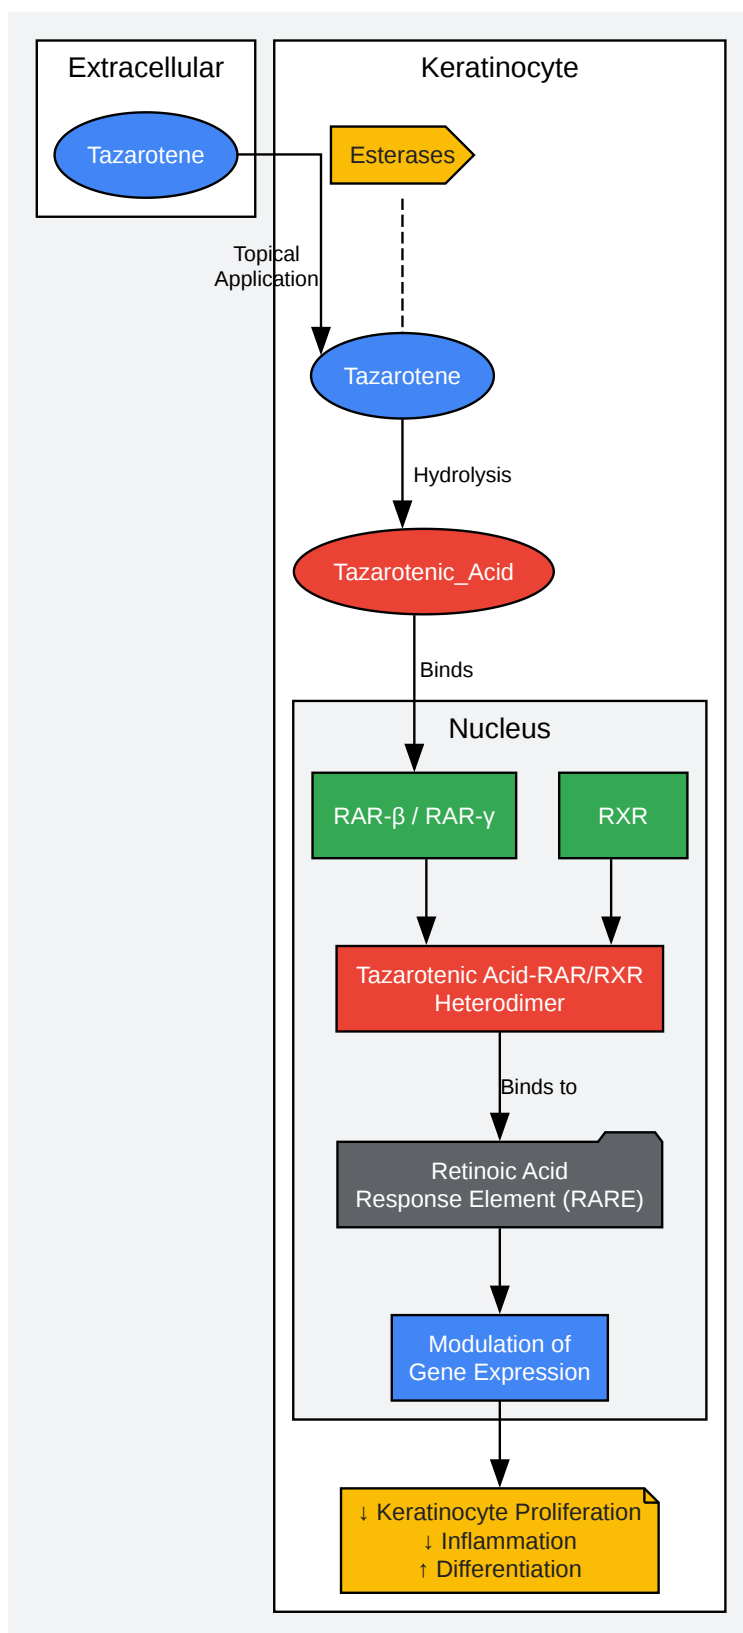 Extracellular
Keratinocyte
Tazarotene
Esterases
Topical
Application
Tazarotene
Hydrolysis
Tazarotenic_Acid
Binds
Nucleus
RAR-β / RAR-γ
RXR
Tazarotenic Acid-RAR/RXR
Heterodimer
Binds to
Retinoic Acid
Response Element (RARE)
Modulation of
Gene Expression
↓ Keratinocyte Proliferation
↓ Inflammation
↑ Differentiation